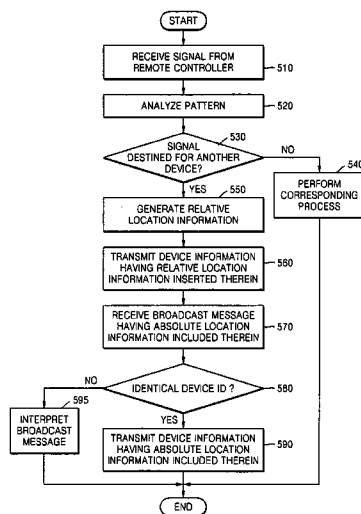 START
RECEIVE SIGNAL FROM
REMOTE CONTROLLER
510
ANALYZE PATTERN
520
530
SIGNAL
DESTINED FOR ANOTHER
DEVICE?
NO
540
PERFORM
CORRESPONDING
PROCESS
YES
550
GENERATE RELATIVE
LOCATION INFORMATION
TRANSMIT DEVICE INFORMATION
HAVING RELATIVE LOCATION
INFORMATION INSERTED THEREIN
560
RECEIVE BROADCAST MESSAGE
HAVING ABSOLUTE LOCATION
INFORMATION INCLUDED THEREIN
570
NO
IDENTICAL DEVICE ID ?
580
595
INTERPRET
BROADCAST
MESSAGE
YES
TRANSMIT DEVICE INFORMATION
HAVING ABSOLUTE LOCATION
INFORMATION INCLUDED THEREIN
590
END